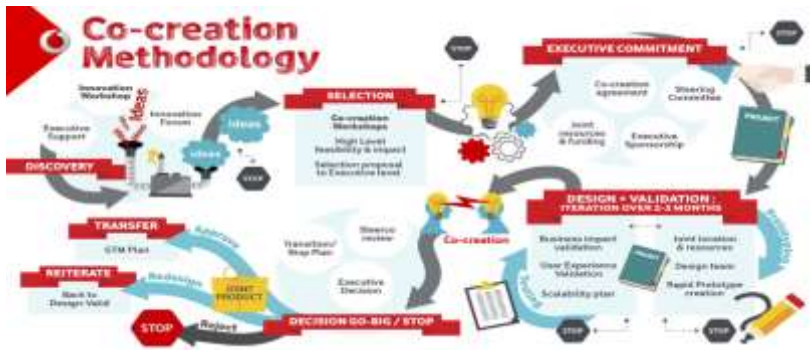 Co-creation
Methodology
Innovation
Workshop
Ideas
Executive
Support
Innovation
Forum
ideas
ideas
STOP
DISCOVERY
SELECTION
Co-creation
Workshops
High Level
feasibility & impact
Selection proposal
to Executive level
STOP
EXECUTIVE COMMITMENT
STOP
Co-creation
agreement
Steering
Committee
Joint
resources
& funding
Executive
Sponsorship
PROJECT
DESIGN + VALIDATION :
ITERATION OVER 2-3 MONTHS
Business impact
validation
User Experience
Validation
Scalability plan
PROJECT
Joint location
& resources
Design team
Rapid Prototype
creation
Prototyping
Testing
STOP
STOP
Co-creation
Steerco
review
Transition/
Stop Plan
Executive
Decision
DECISION GO-BIG / STOP
JOINT
PRODUCT
Approve
TRANSFER
GTM Plan
Redesign
REITERATE
Back to
Design Valid
Reject
STOP